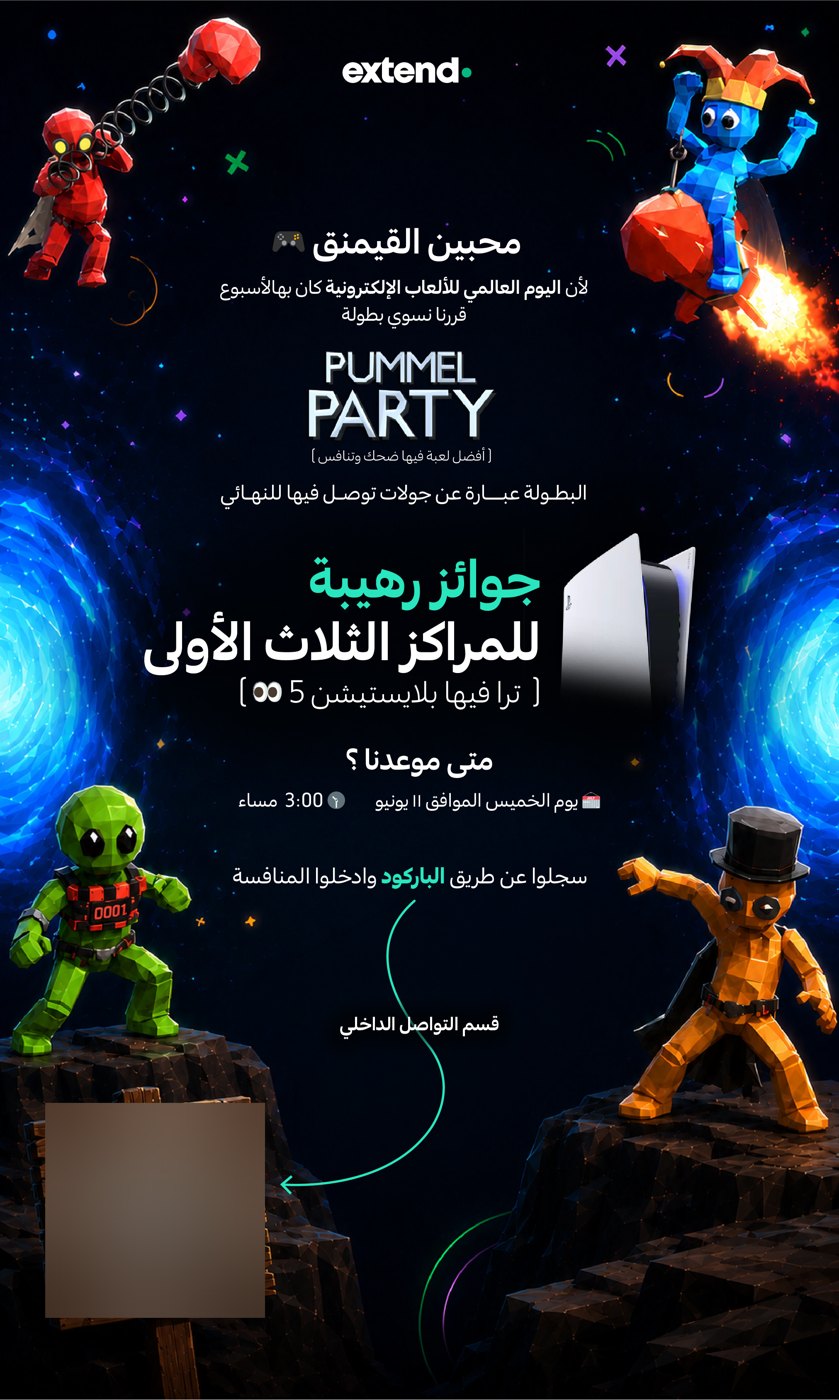 extend
محبين القيمنق 🎮
لأن اليوم العالمي للألعاب الإلكترونية كان بهالأسبوع
قررنا نسوي بطولة
PUMMEL
PARTY
[ أفضل لعبة فيها ضحك وتنافس ]
البطـولة عبـــارة عن جولات توصـل فيها للنهـائي
جوائز رهيبة
للمراكز الثلاث الأولى
[ ترا فيها بلايستيشن 5 👀 ]
متى موعدنا ؟
يوم الخميس الموافق ١١ يونيو 3:00 مساء
سجلوا عن طريق الباركود وادخلوا المنافسة
0001
قسم التواصل الداخلي